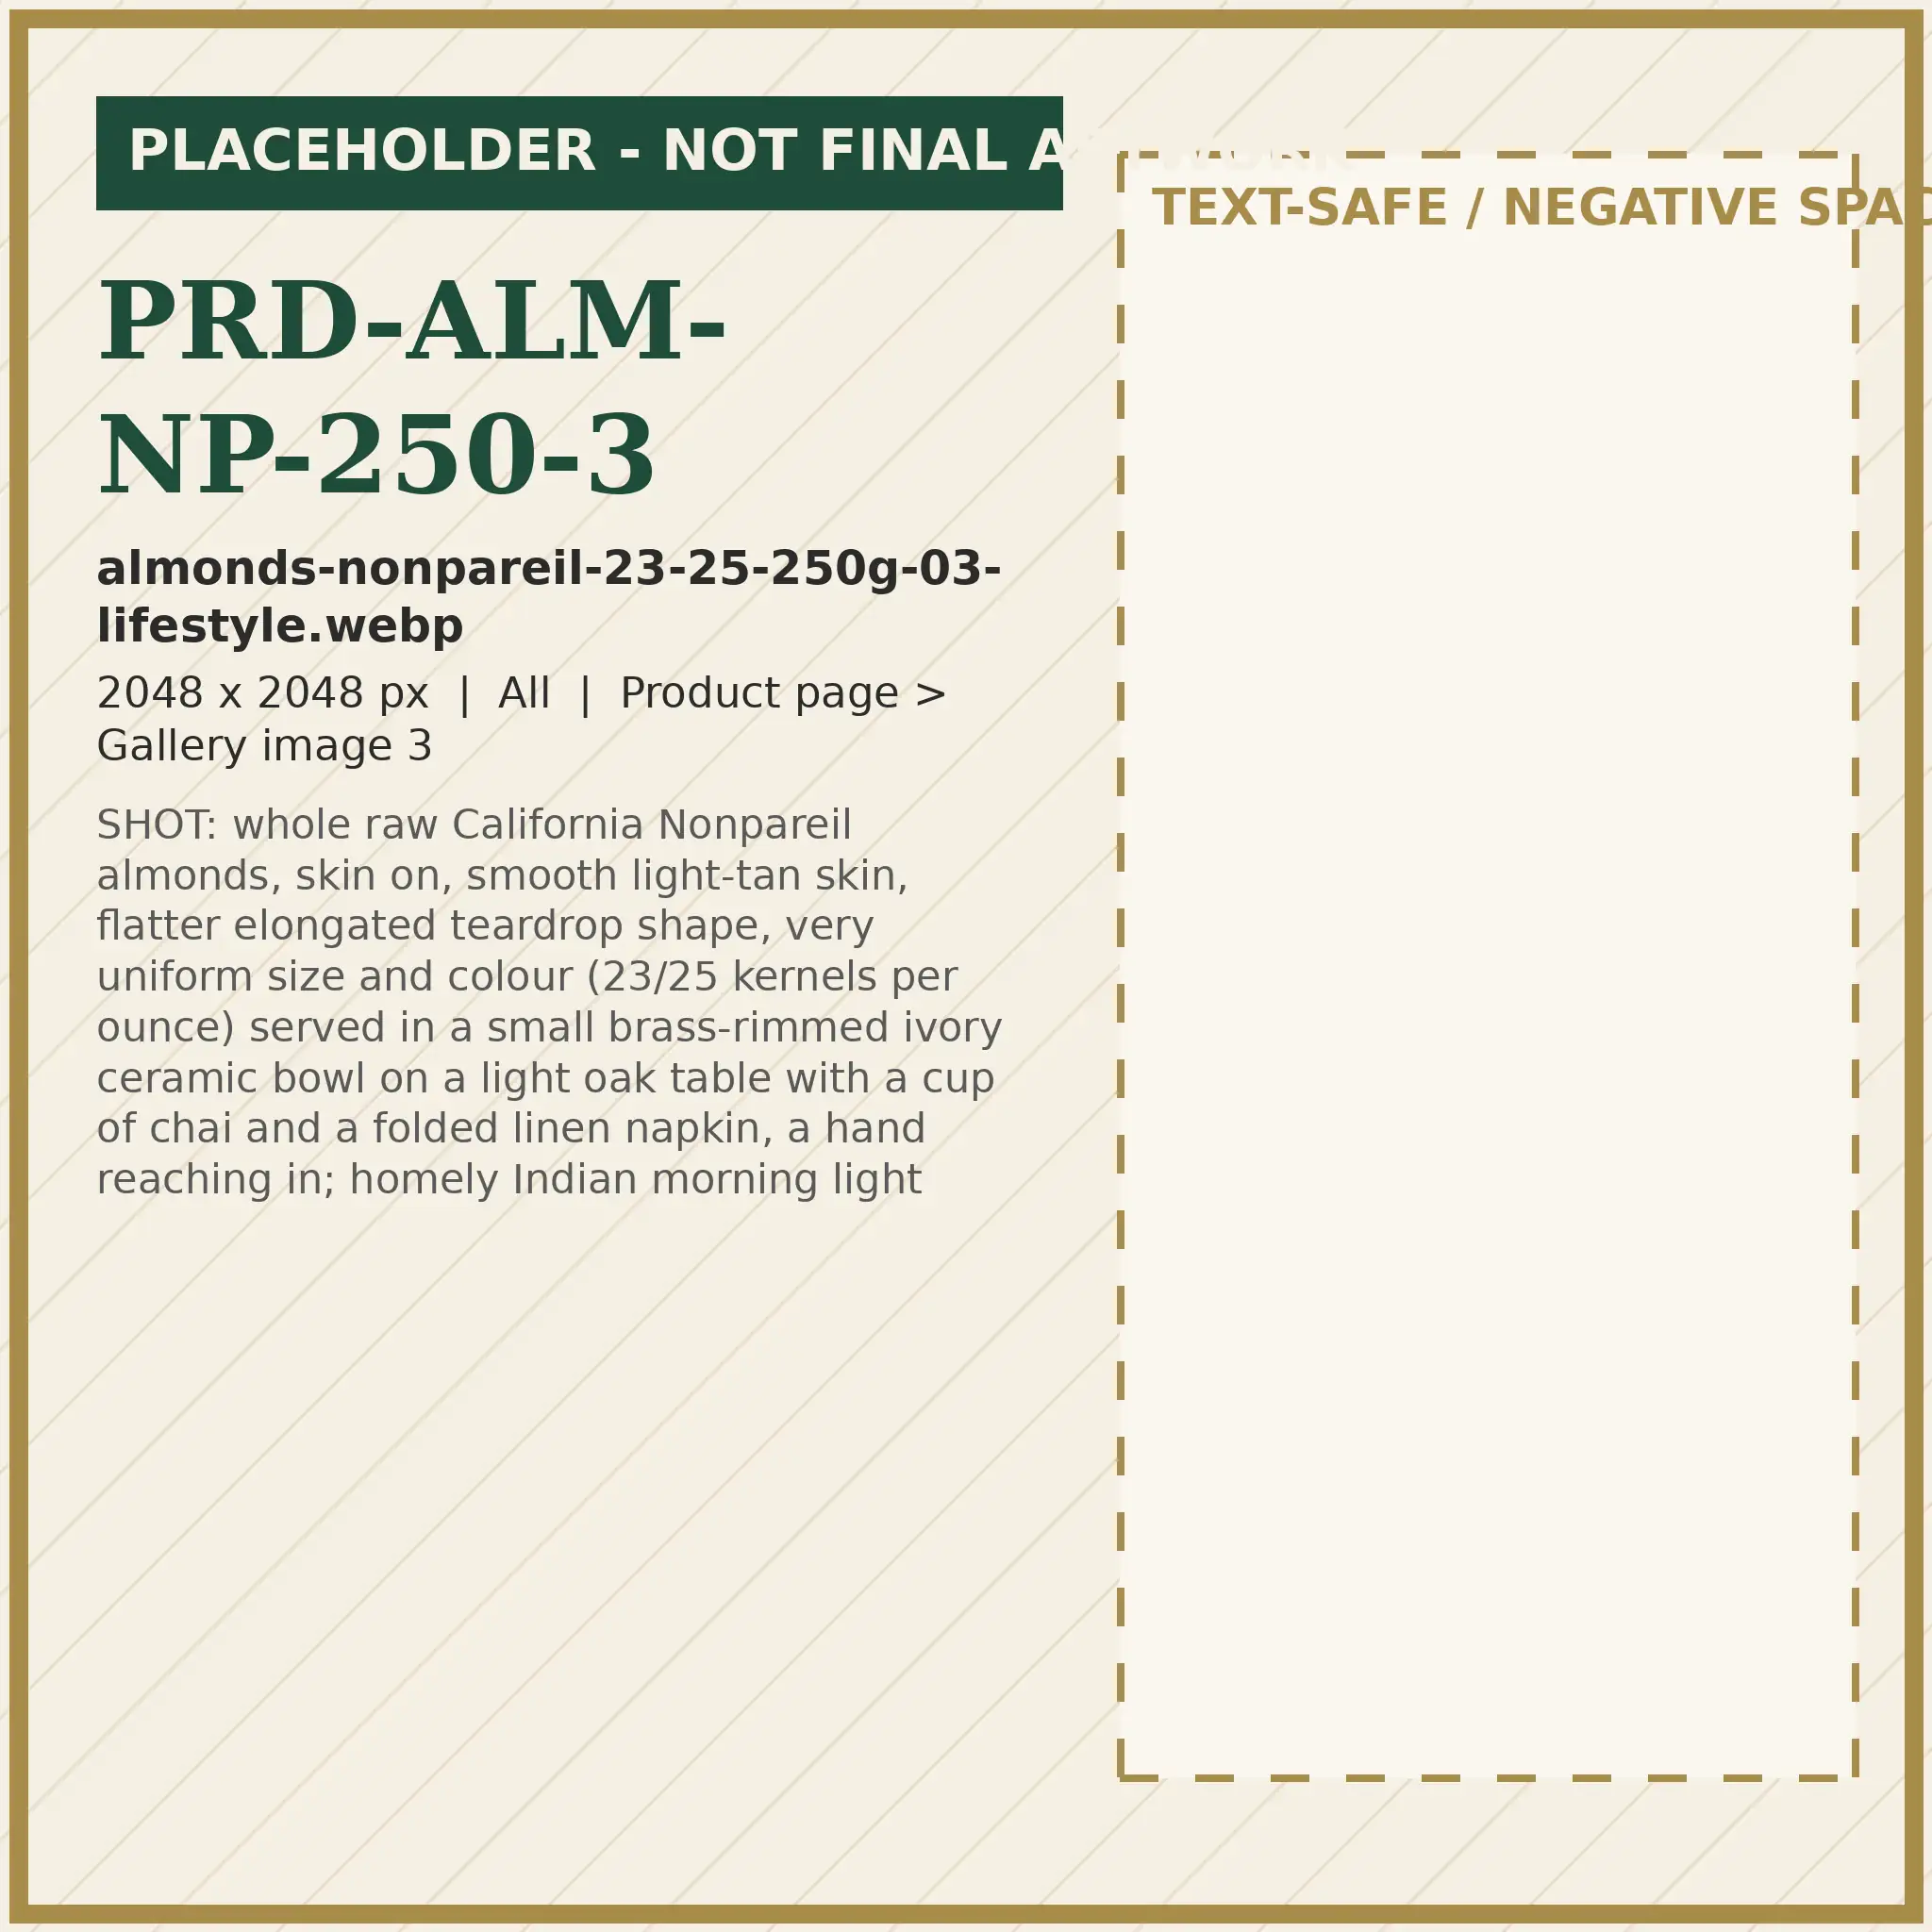 PLACEHOLDER - NOT FINAL ARTWORK
TEXT-SAFE / NEGATIVE
PRD-ALM-
NP-250-3
almonds-nonpareil-23-25-250g-03-
lifestyle.webp
2048 x 2048 px | All | Product page >
Gallery image 3
SHOT: whole raw California Nonpareil
almonds, skin on, smooth light-tan skin,
flatter elongated teardrop shape, very
uniform size and colour (23/25 kernels per
ounce) served in a small brass-rimmed ivory
ceramic bowl on a light oak table with a cup
of chai and a folded linen napkin, a hand
reaching in; homely Indian morning light